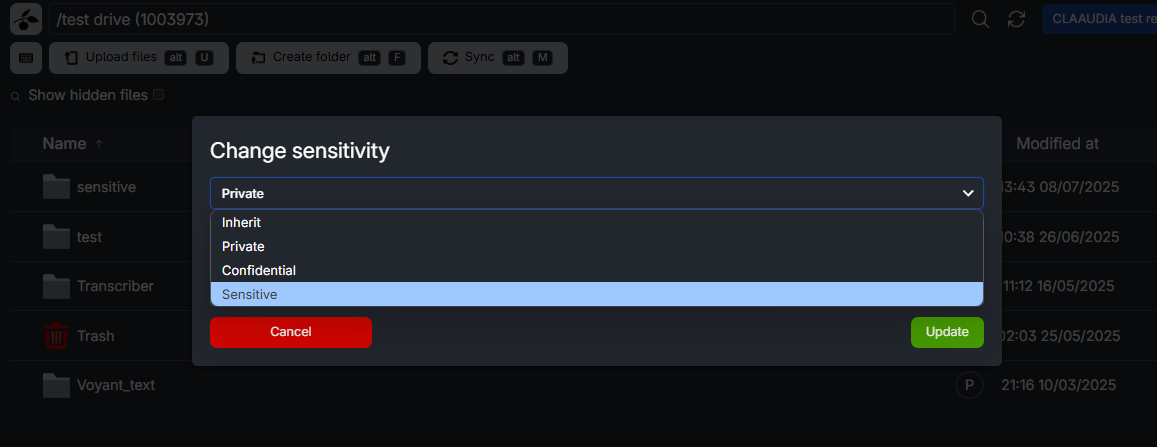 /test drive (1003973)
CLAAUDIA test re
Upload files alt U Create folder alt F Sync alt M
Show hidden files
Name ↑ Modified at
Change sensitivity
Private
Inherit
Private
Confidential
Sensitive
Cancel Update
sensitive 13:43 08/07/2025
test 10:38 26/06/2025
Transcriber 11:12 16/05/2025
Trash 02:03 25/05/2025
Voyant_text P 21:16 10/03/2025